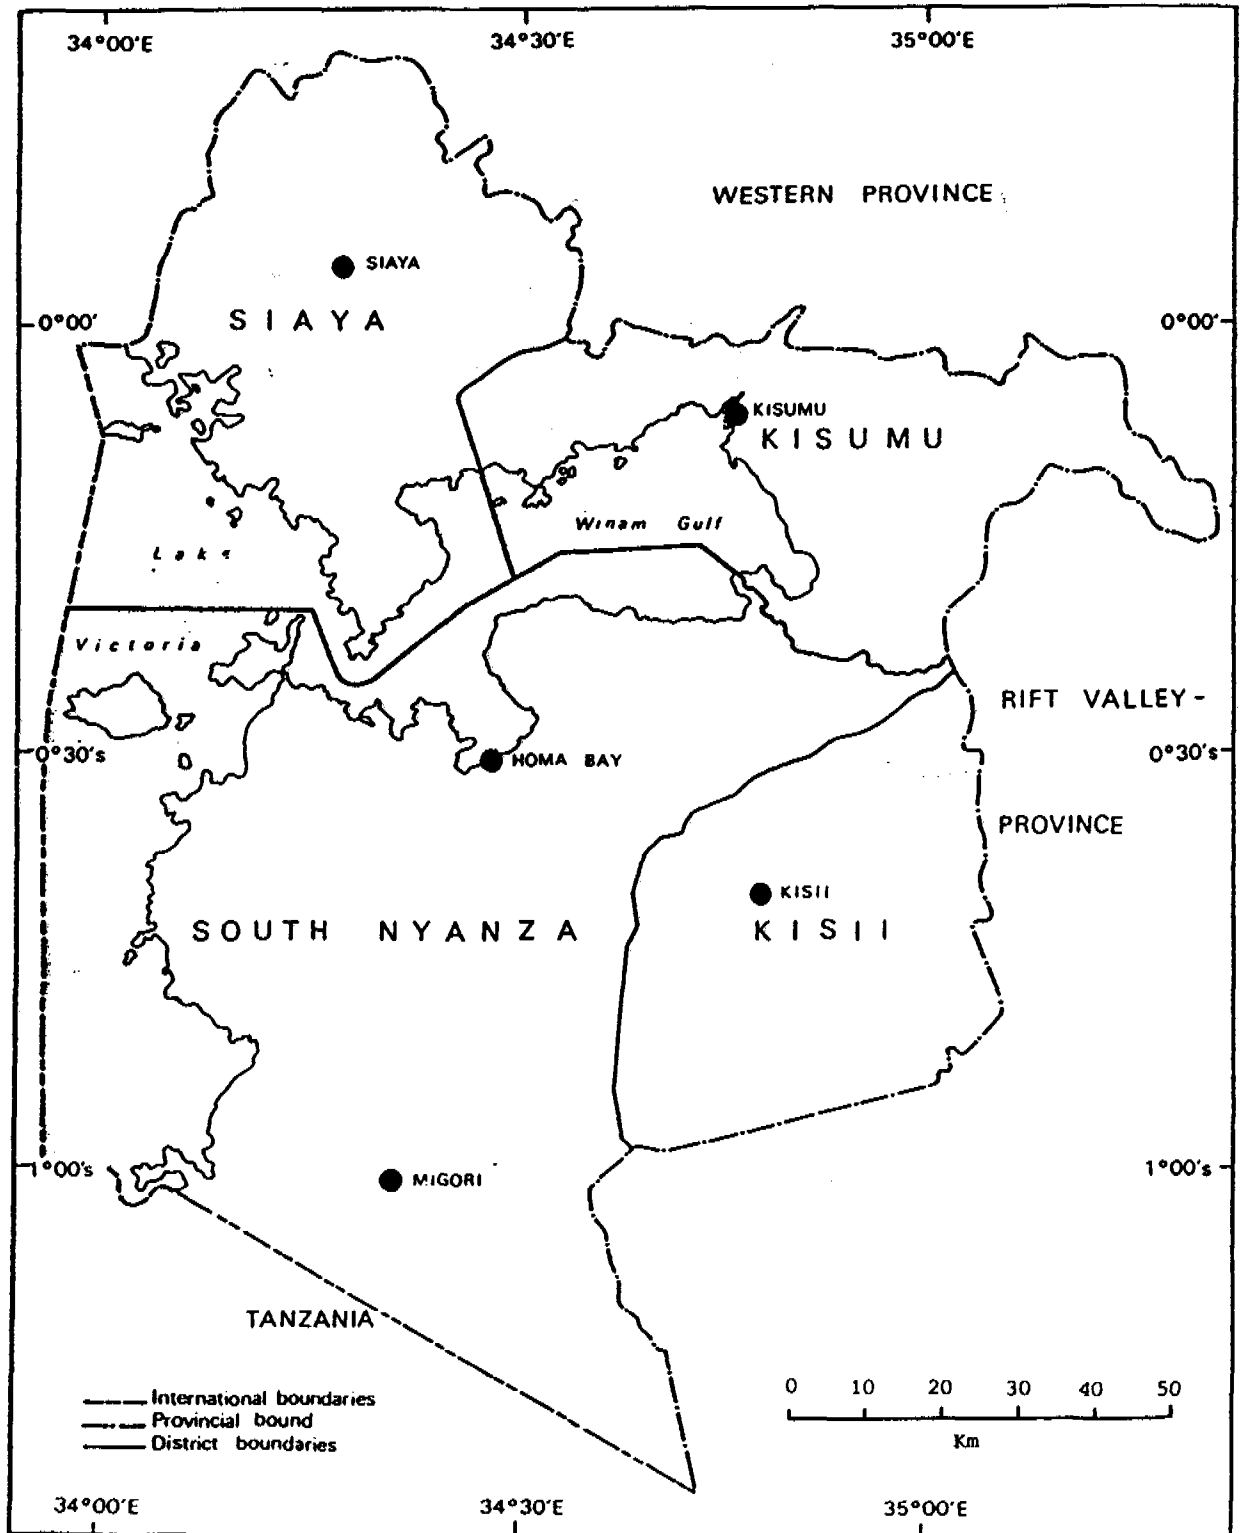 34°00'E 34°30'E 35°00'E
WESTERN PROVINCE
SIAYA
SIAYA
0°00' 0°00'
KISUMU
KISUMU
Winam Gulf
Lake
Victoria
RIFT VALLEY-
0°30's 0°30's
HOMA BAY
PROVINCE
KISII
SOUTH NYANZA KISII
1°00's 1°00's
MIGORI
TANZANIA
0 10 20 30 40 50
Km
International boundaries
Provincial bound
District boundaries
34°00'E 34°30'E 35°00'E